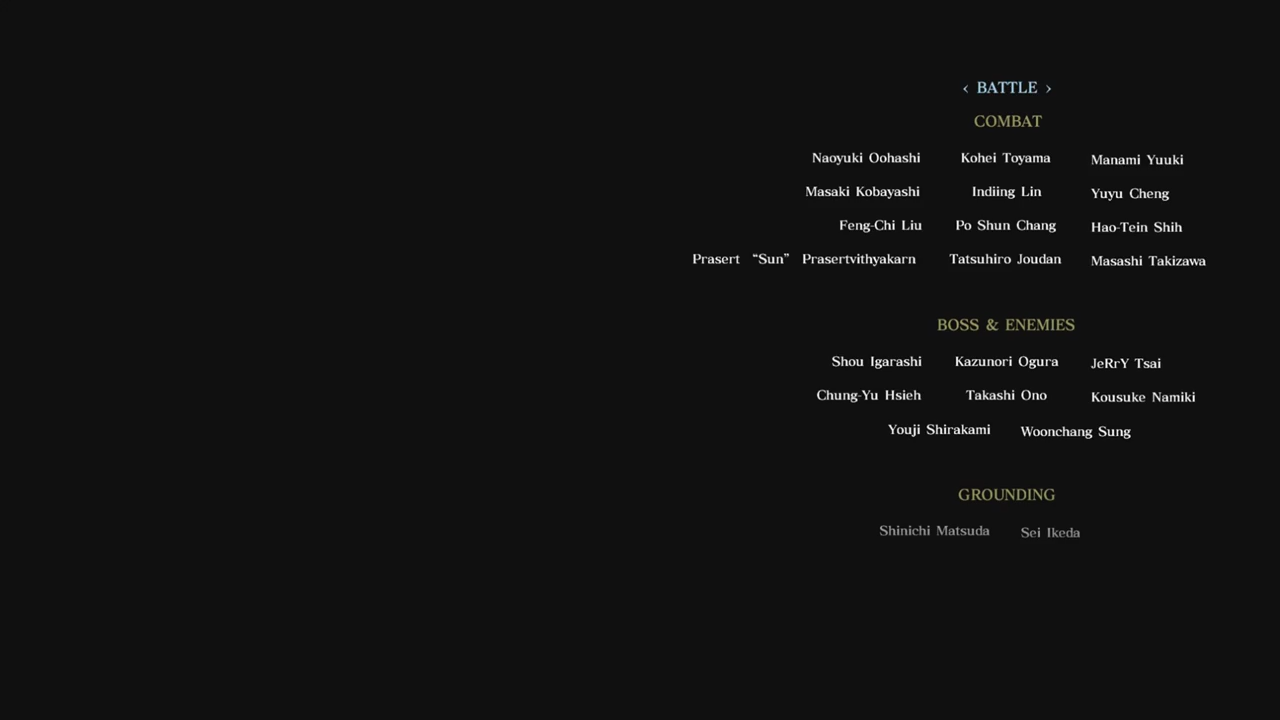 ‹ BATTLE ›
COMBAT
Naoyuki Oohashi Kohei Toyama Manami Yuuki
Masaki Kobayashi Indiing Lin Yuyu Cheng
Feng-Chi Liu Po Shun Chang Hao-Tein Shih
Prasert “Sun” Prasertvithyakarn Tatsuhiro Joudan Masashi Takizawa
BOSS & ENEMIES
Shou Igarashi Kazunori Ogura JeRrY Tsai
Chung-Yu Hsieh Takashi Ono Kousuke Namiki
Youji Shirakami Woonchang Sung
GROUNDING
Shinichi Matsuda Sei Ikeda